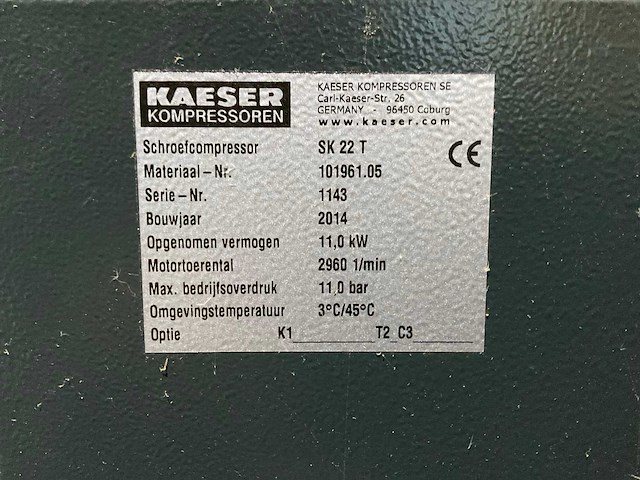 KAESER
KOMPRESSOREN
KAESER KOMPRESSOREN SE
Carl-Kaeser-Str. 26
GERMANY - 96450 Coburg
www.kaeser.com
CE
Schroefcompressor SK 22 T
Materiaal-Nr. 101961.05
Serie-Nr. 1143
Bouwjaar 2014
Opgenomen vermogen 11,0 kW
Motortoerental 2960 1/min
Max. bedrijfsoverdruk 11,0 bar
Omgevingstemperatuur 3°C/45°C
Optie K1 T2 C3